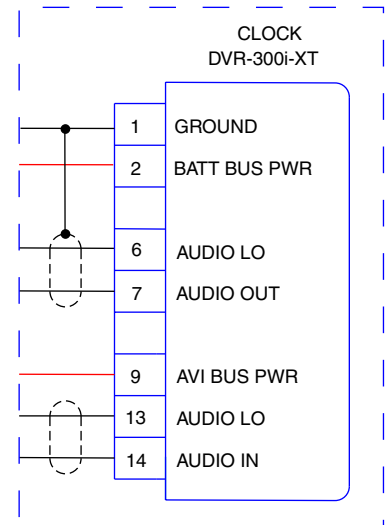 CLOCK
DVR-300i-XT
1 GROUND
2 BATT BUS PWR
6 AUDIO LO
7 AUDIO OUT
9 AVI BUS PWR
13 AUDIO LO
14 AUDIO IN